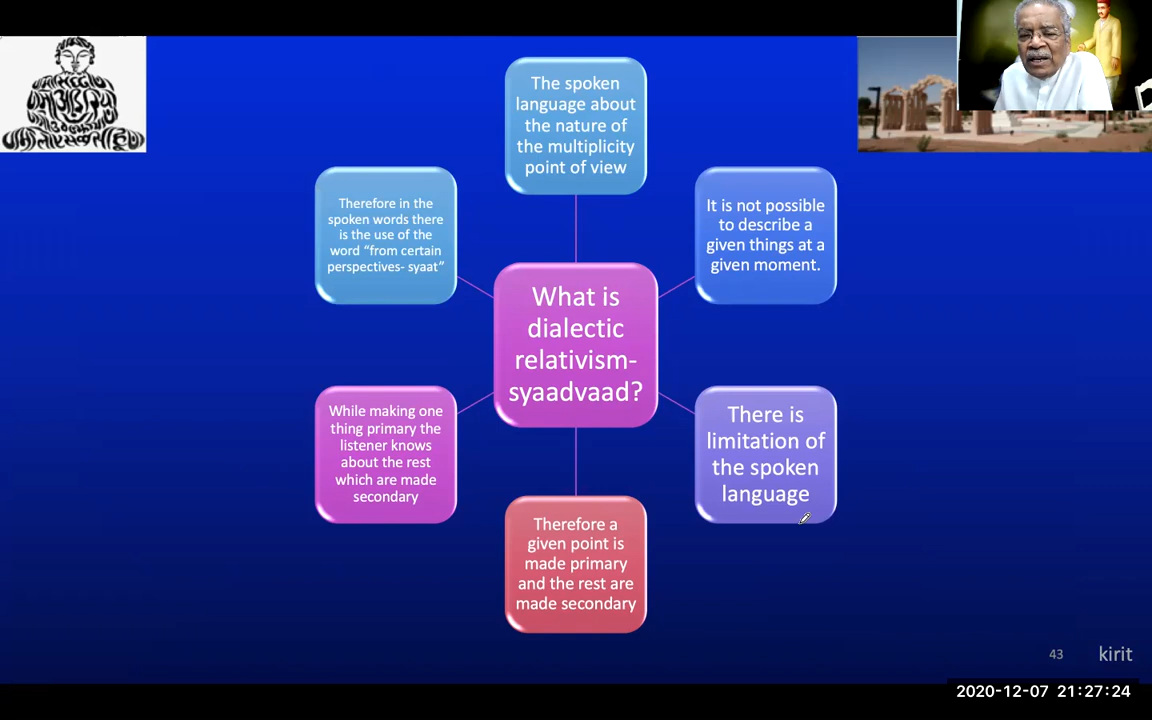 The spoken
language about
the nature of
the multiplicity
point of view
It is not possible
to describe a
given things at a
given moment.
There is
limitation of
the spoken
language
Therefore a
given point is
made primary
and the rest are
made secondary
While making one
thing primary the
listener knows
about the rest
which are made
secondary
Therefore in the
spoken words there
is the use of the
word “from certain
perspectives- syaat”
What is
dialectic
relativism-
syaadvaad?
43
kirit
2020-12-07 21:27:24